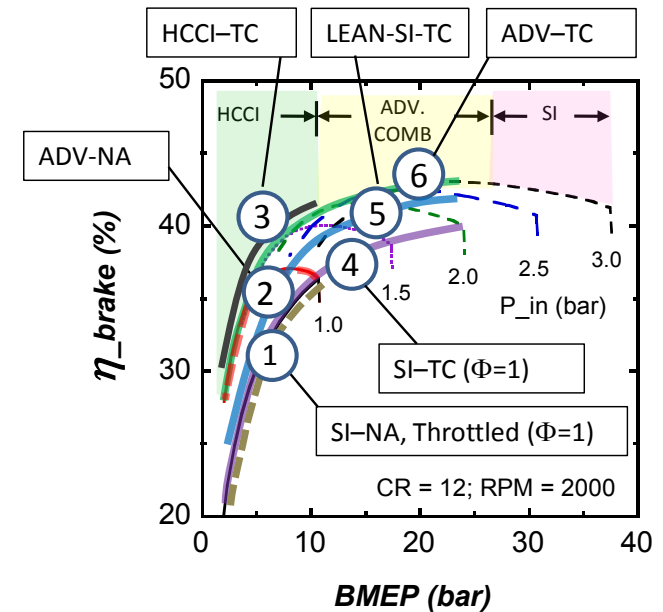 HCCI–TC
LEAN-SI-TC
ADV–TC
50
HCCI
ADV.
COMB
SI
ADV-NA
6
3
5
40
4
2
3.0
2.5
2.0
1.5
1.0
P_in (bar)
η_brake (%)
1
SI–TC (Φ=1)
30
SI–NA, Throttled (Φ=1)
CR = 12; RPM = 2000
20
0
10
20
30
40
BMEP (bar)